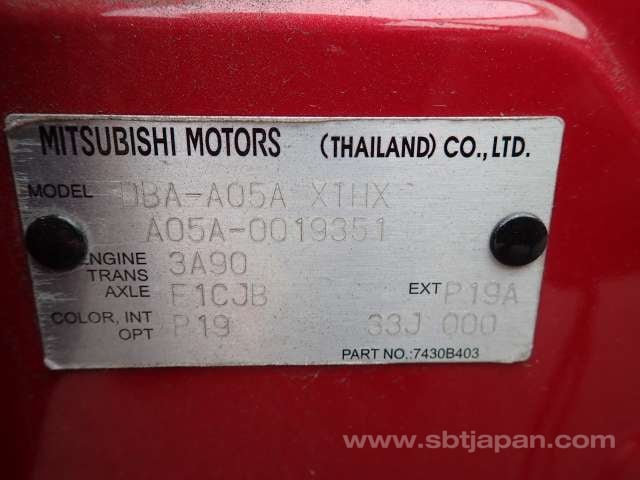 MITSUBISHI MOTORS (THAILAND) CO., LTD.
MODEL DBA-A05A X1HX
A05A-0019351
ENGINE 3A90
TRANS
AXLE F1CJB EXT P19A
COLOR, INT P19 33J 000
OPT
PART NO.:7430B403
www.sbtjapan.com